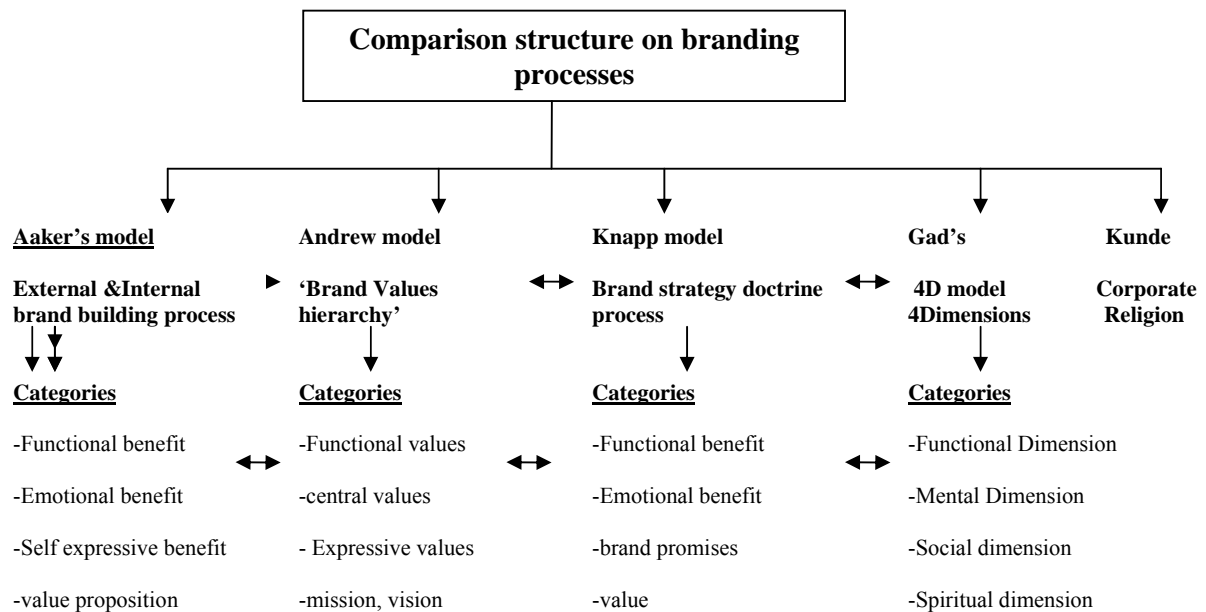 Comparison structure on branding
processes
Aaker's model
External &Internal
brand building process
Categories
-Functional benefit
-Emotional benefit
-Self expressive benefit
-value proposition
Andrew model
‘Brand Values
hierarchy’
Categories
-Functional values
-central values
- Expressive values
-mission, vision
Knapp model
Brand strategy doctrine
process
Categories
-Functional benefit
-Emotional benefit
-brand promises
-value
Gad’s
4D model
4Dimensions
Categories
-Functional Dimension
-Mental Dimension
-Social dimension
-Spiritual dimension
Kunde
Corporate
Religion